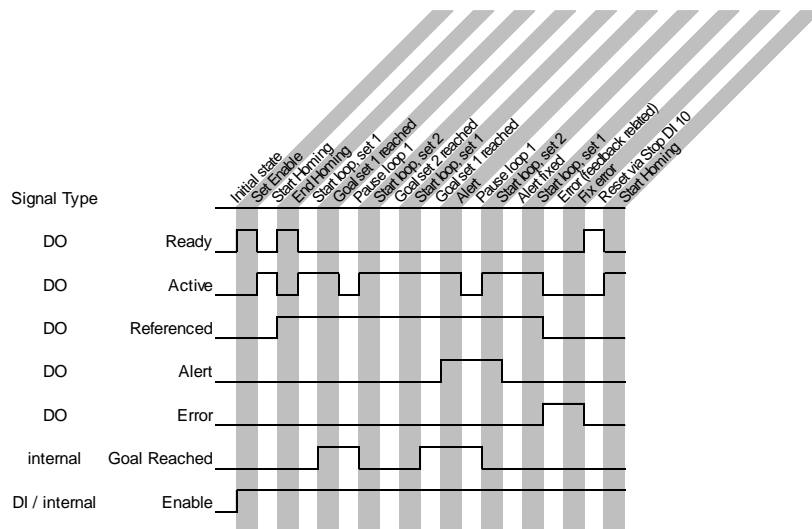 Initial state
Set Enable
Start Homing
End Homing
Start loop, set 1
Goal set 1 reached
Pause loop 1
Start loop, set 2
Goal set 2 reached
Start loop, set 1
Goal set 1 reached
Alert
Pause loop 1
Start loop, set 2
Alert fixed
Start loop, set 1
Error (feedback related)
Fix error
Reset via Stop DI 10
Start Homing
Signal Type
DO Ready
DO Active
DO Referenced
DO Alert
DO Error
internal Goal Reached
DI / internal Enable